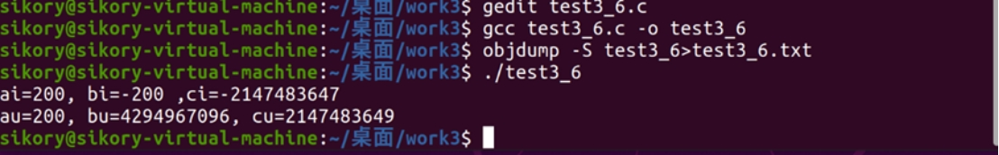 sikory@sikory-virtual-machine:~/桌面/work3$ gedit test3_6.c
sikory@sikory-virtual-machine:~/桌面/work3$ gcc test3_6.c -o test3_6
sikory@sikory-virtual-machine:~/桌面/work3$ objdump -S test3_6>test3_6.txt
sikory@sikory-virtual-machine:~/桌面/work3$ ./test3_6
ai=200, bi=-200 ,ci=-2147483647
au=200, bu=4294967096, cu=2147483649
sikory@sikory-virtual-machine:~/桌面/work3$